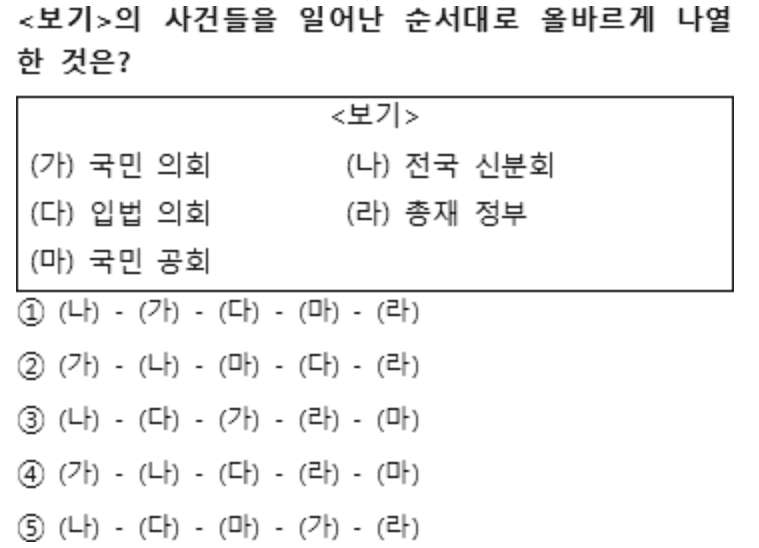 <보기>의 사건들을 일어난 순서대로 올바르게 나열
한 것은?
<보기>
(가) 국민 의회 (나) 전국 신분회
(다) 입법 의회 (라) 총재 정부
(마) 국민 공회
① (나) - (가) - (다) - (마) - (라)
② (가) - (나) - (마) - (다) - (라)
③ (나) - (다) - (가) - (라) - (마)
④ (가) - (나) - (다) - (라) - (마)
⑤ (나) - (다) - (마) - (가) - (라)